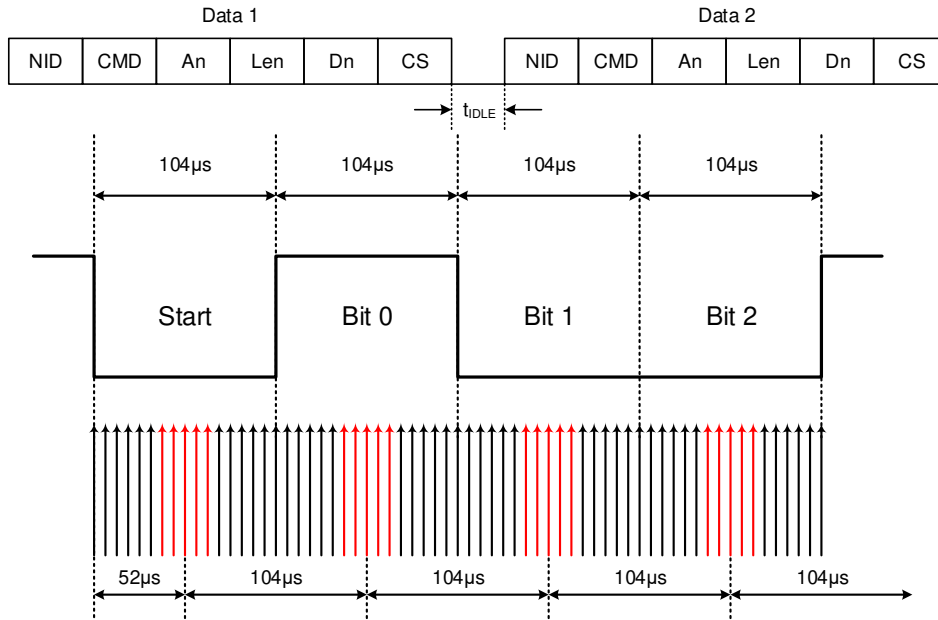 Data 1 Data 2
NID CMD An Len Dn CS NID CMD An Len Dn CS
tIDLE
104μs 104μs 104μs 104μs
Start Bit 0 Bit 1 Bit 2
52μs 104μs 104μs 104μs 104μs